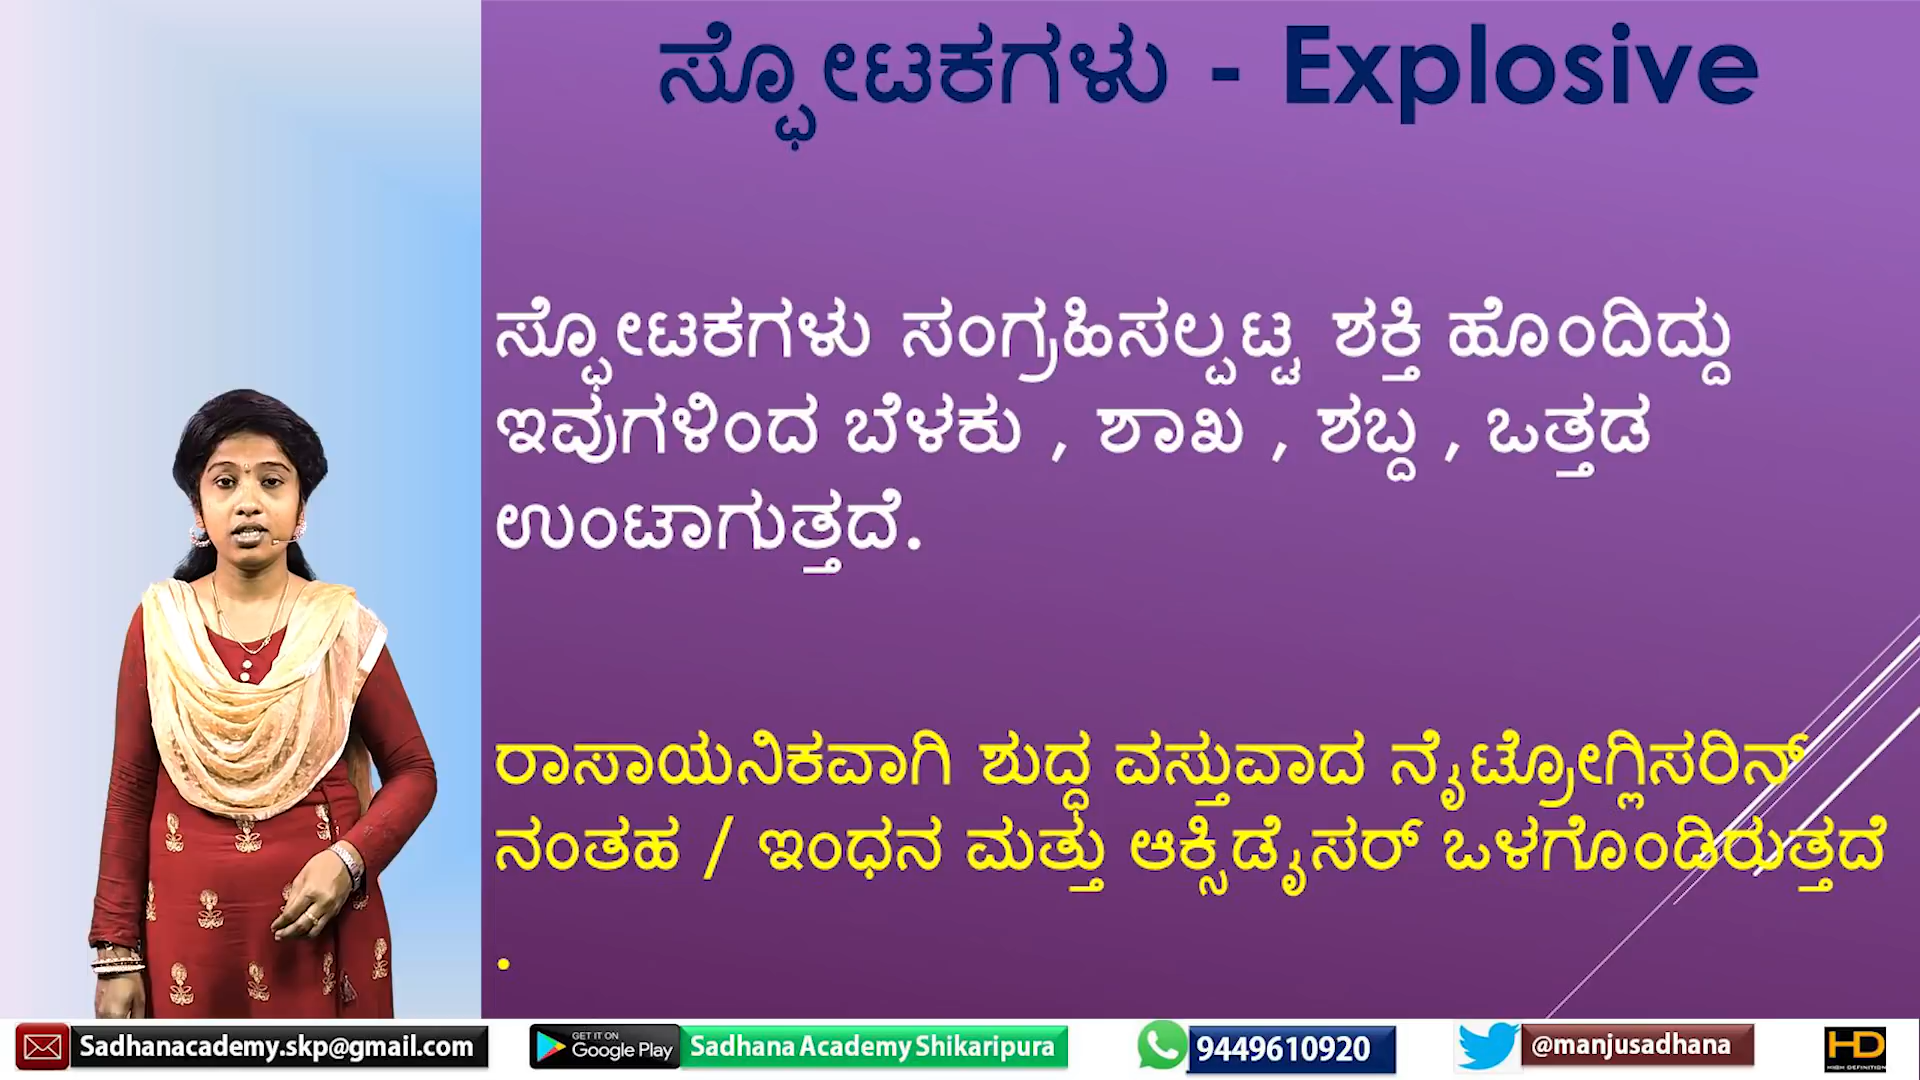 ಸ್ಫೋಟಕಗಳು - Explosive
ಸ್ಫೋಟಕಗಳು ಸಂಗ್ರಹಿಸಲ್ಪಟ್ಟ ಶಕ್ತಿ ಹೊಂದಿದ್ದು
ಇವುಗಳಿಂದ ಬೆಳಕು , ಶಾಖ , ಶಬ್ದ , ಒತ್ತಡ
ಉಂಟಾಗುತ್ತದೆ.
ರಾಸಾಯನಿಕವಾಗಿ ಶುದ್ಧ ವಸ್ತುವಾದ ನೈಟ್ರೋಗ್ಲಿಸರಿನ್
ನಂತಹ / ಇಂಧನ ಮತ್ತು ಆಕ್ಸಿಡೈಸರ್ ಒಳಗೊಂಡಿರುತ್ತದೆ
.
Sadhanacademy.skp@gmail.com
GET IT ON
Google Play
Sadhana Academy Shikaripura
9449610920
@manjusadhana
HD
HIGH DEFINITION